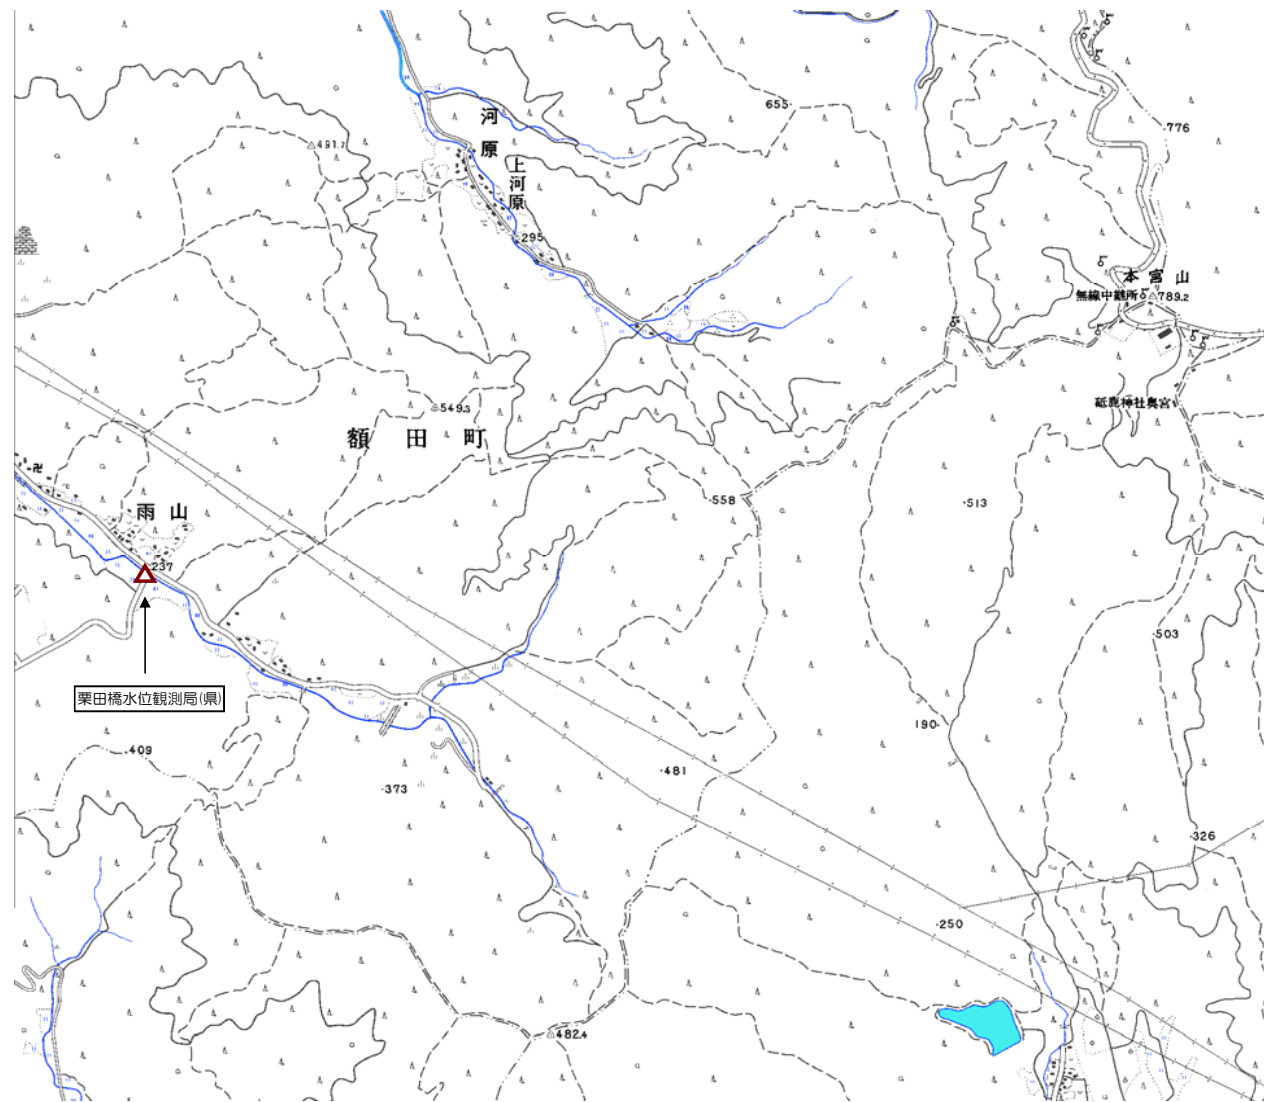 655
・776
河原
481.7
上河原
・295
本宮山
無線中継所
789.2
549.3
額田町
砥鹿神社奥宮
・558
・513
雨山
237
・503
栗田橋水位観測局(県)
190・
・409
・481
・373
・326
・250
482.4